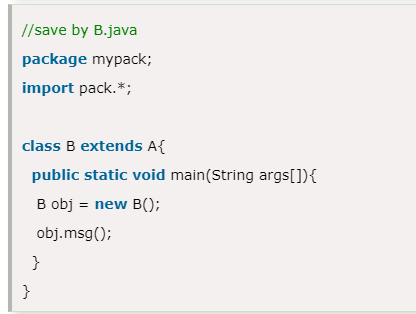 //save by B.java
package mypack;
import pack.*;
class B extends A{
public static void main(String args[]){
B obj = new B();
obj.msg();
}
}